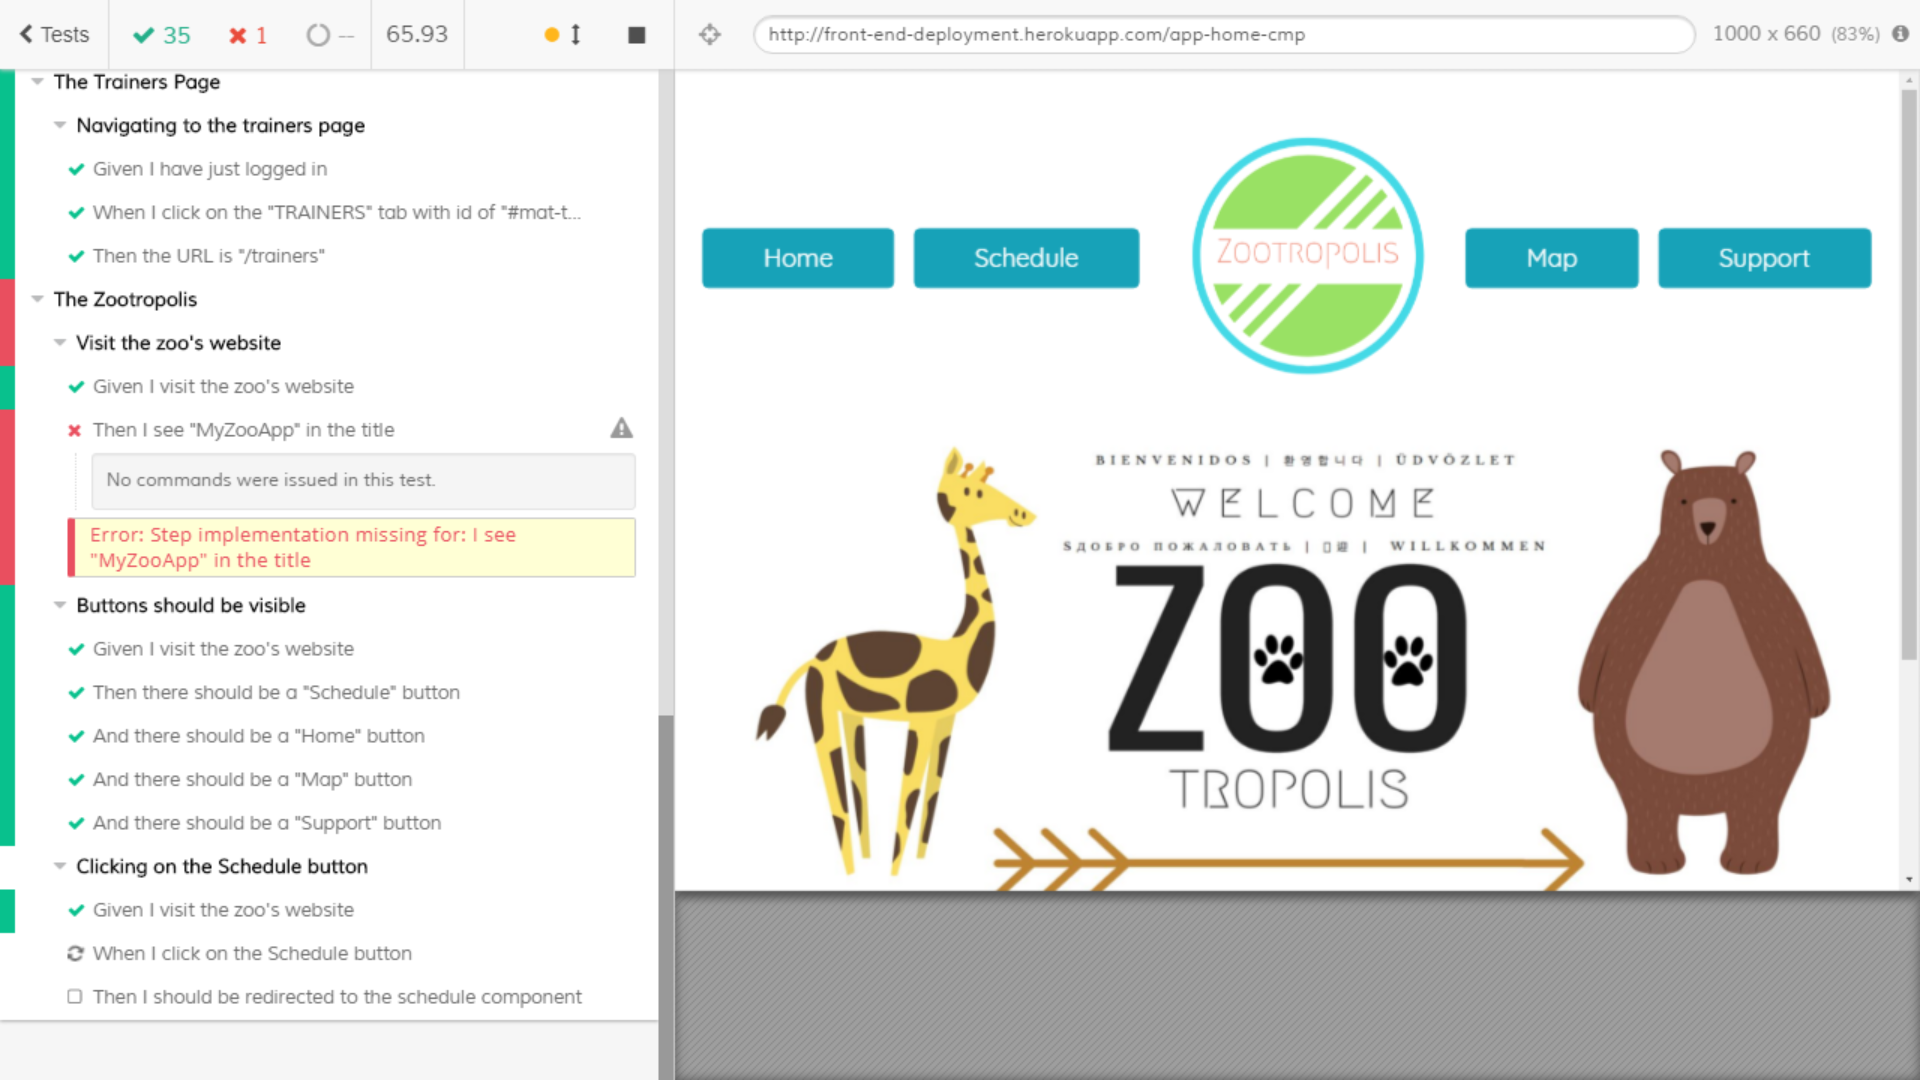 Tests
35
1
--
65.93
http://front-end-deployment.herokuapp.com/app-home-cmp
1000 x 660 (83%)
The Trainers Page
Navigating to the trainers page
Given I have just logged in
When I click on the "TRAINERS" tab with id of "#mat-t...
Then the URL is "/trainers"
The Zootropolis
Visit the zoo's website
Given I visit the zoo's website
Then I see "MyZooApp" in the title
No commands were issued in this test.
Error: Step implementation missing for: I see
"MyZooApp" in the title
Buttons should be visible
Given I visit the zoo's website
Then there should be a "Schedule" button
And there should be a "Home" button
And there should be a "Map" button
And there should be a "Support" button
Clicking on the Schedule button
Given I visit the zoo's website
When I click on the Schedule button
Then I should be redirected to the schedule component
Home
Schedule
ZOOTROPOLIS
Map
Support
BIENVENIDOS | 환영합니다 | ÜDVÖZLET
WELCOME
SДОБРО ПОЖАЛОВАТЬ | 迎 | WILLKOMMEN
ZOO
TROPOLIS